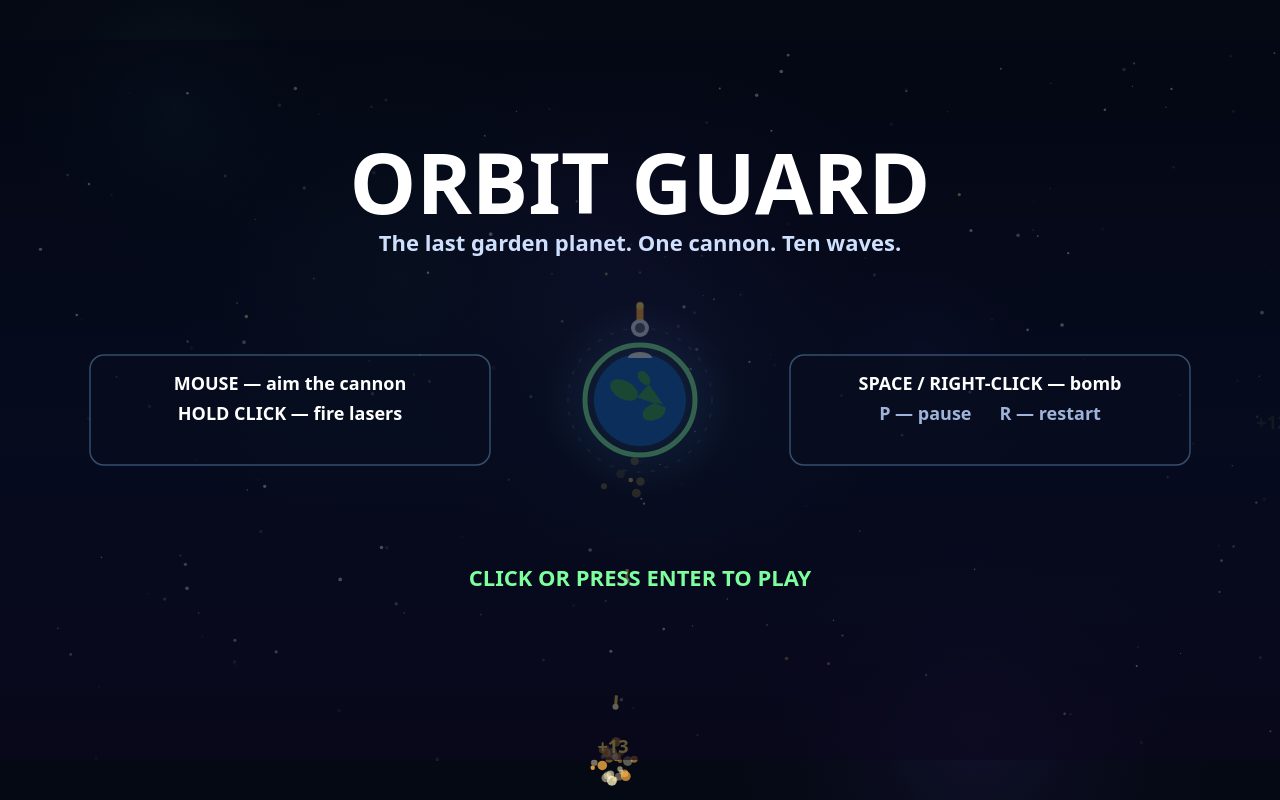 ORBIT GUARD
The last garden planet. One cannon. Ten waves.
MOUSE — aim the cannon
HOLD CLICK — fire lasers
SPACE / RIGHT-CLICK — bomb
P — pause R — restart
CLICK OR PRESS ENTER TO PLAY
+13